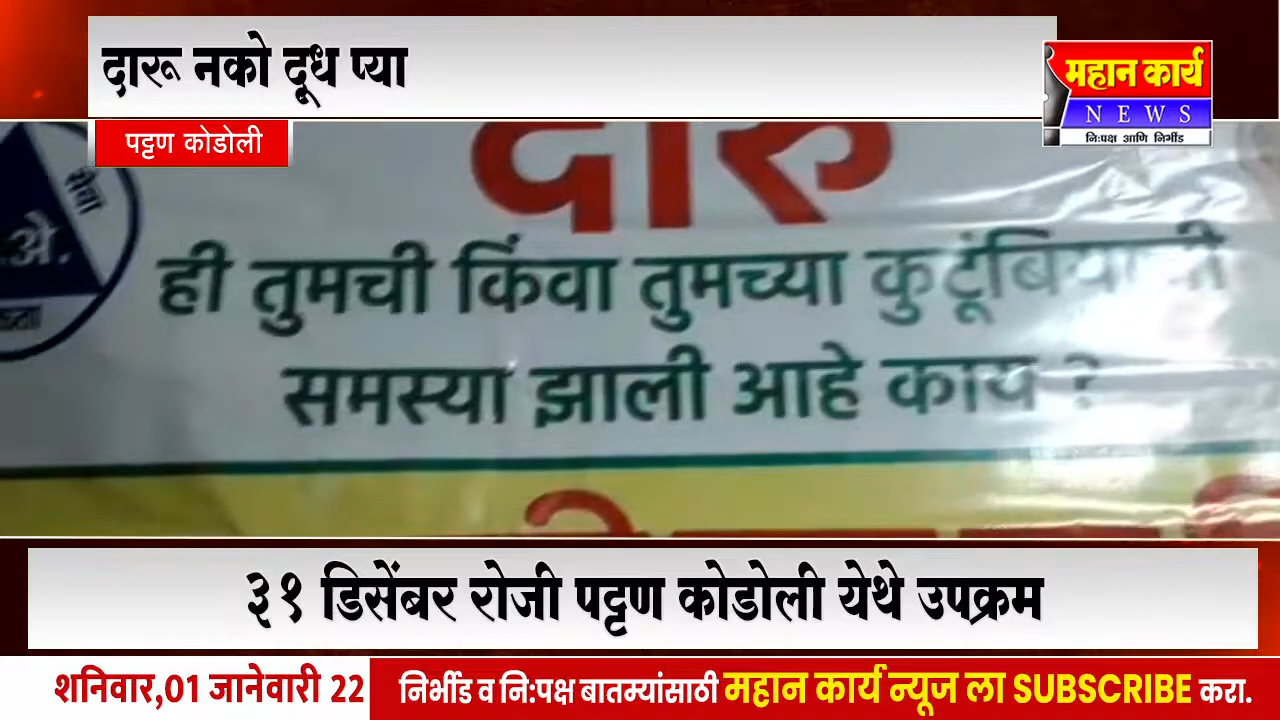 दारू नको दूध प्या
महान कार्य
NEWS
निःपक्ष आणि निर्भीड
पट्टण कोडोली
सेवा
दारु
.अे.
ही तुमची किंवा तुमच्या
समस्या झाली आहे काय ?
३१ डिसेंबर रोजी पट्टण कोडोली येथे उपक्रम
शनिवार,01 जानेवारी 22
निर्भीड व नि:पक्ष बातम्यांसाठी महान कार्य न्यूज ला SUBSCRIBE करा.